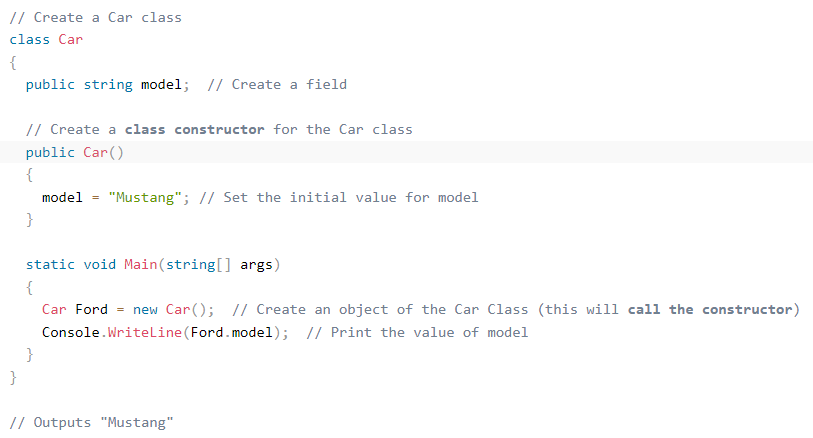 // Create a Car class
class Car
{
  public string model;  // Create a field

  // Create a class constructor for the Car class
  public Car()
  {
    model = "Mustang"; // Set the initial value for model
  }

  static void Main(string[] args)
  {
    Car Ford = new Car();  // Create an object of the Car Class (this will call the constructor)
    Console.WriteLine(Ford.model);  // Print the value of model
  }
}

// Outputs "Mustang"